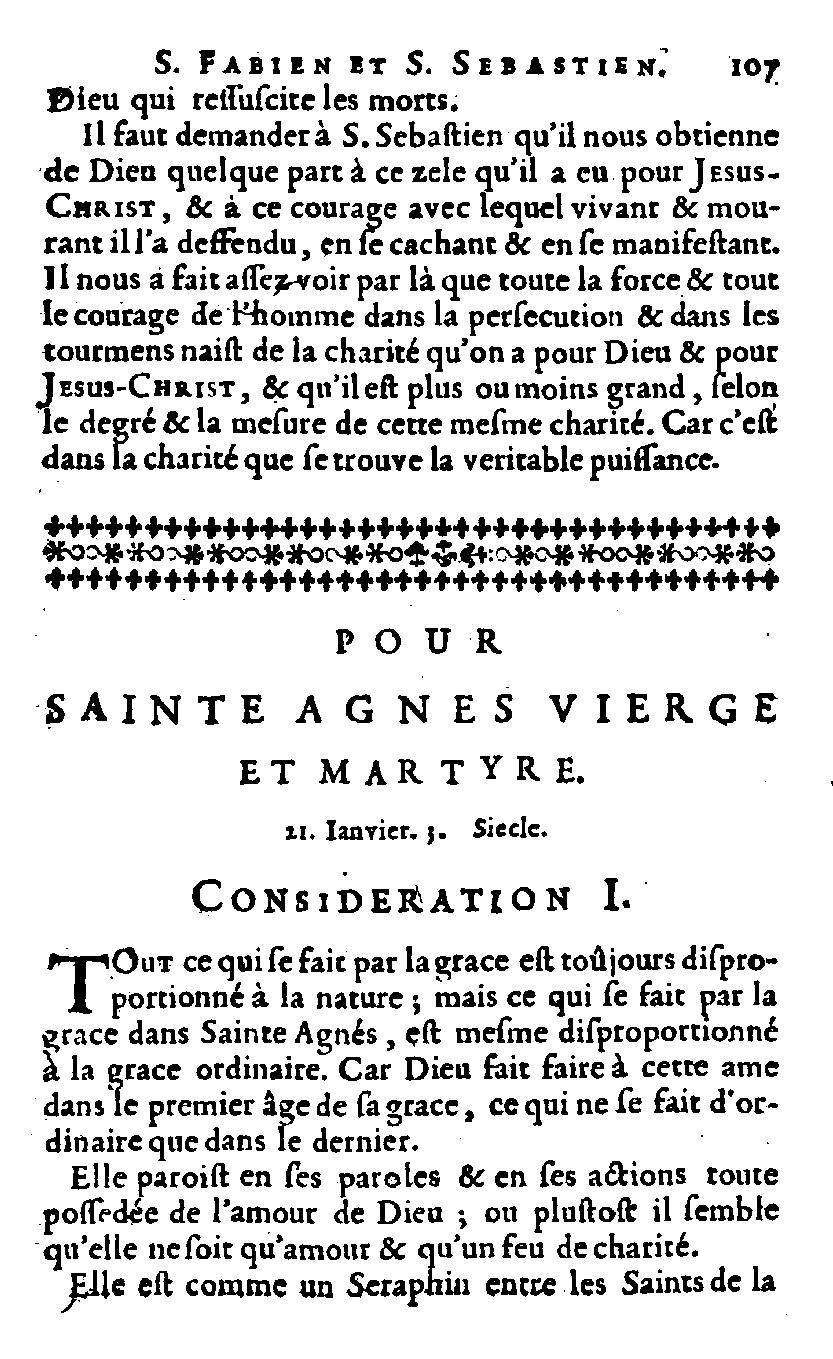 S. FABIEN ET S. SEBASTIEN. 107
Dieu qui reſſuſcite les morts.
Il faut demander à S. Sebaſtien qu'il nous obtienne
de Dieu quelque part à ce zele qu'il a eu pour JESUS-
CHRIST, & à ce courage avec lequel vivant & mou-
rant il l'a deffendu, en ſe cachant & en ſe manifeſtant.
Il nous a fait aſſez voir par là que toute la force & tout
le courage de l'homme dans la perſecution & dans les
tourmens naiſt de la charité qu'on a pour Dieu & pour
JESUS-CHRIST, & qu'il eſt plus ou moins grand, ſelon
le degré & la meſure de cette meſme charité. Car c'eſt
dans la charité que ſe trouve la veritable puiſſance.
POUR
SAINTE AGNES VIERGE
ET MARTYRE.
21. Ianvier. 3. Siecle.
CONSIDERATION I.
TOUT ce qui ſe fait par la grace eſt toûjours diſpro-
portionné à la nature ; mais ce qui ſe fait par la
grace dans Sainte Agnés, eſt meſme diſproportionné
à la grace ordinaire. Car Dieu fait faire à cette ame
dans le premier âge de ſa grace, ce qui ne ſe fait d'or-
dinaire que dans le dernier.
Elle paroiſt en ſes paroles & en ſes actions toute
poſſedée de l'amour de Dieu ; ou pluſtoſt il ſemble
qu'elle ne ſoit qu'amour & qu'un feu de charité.
Elle eſt comme un Seraphin entre les Saints de la